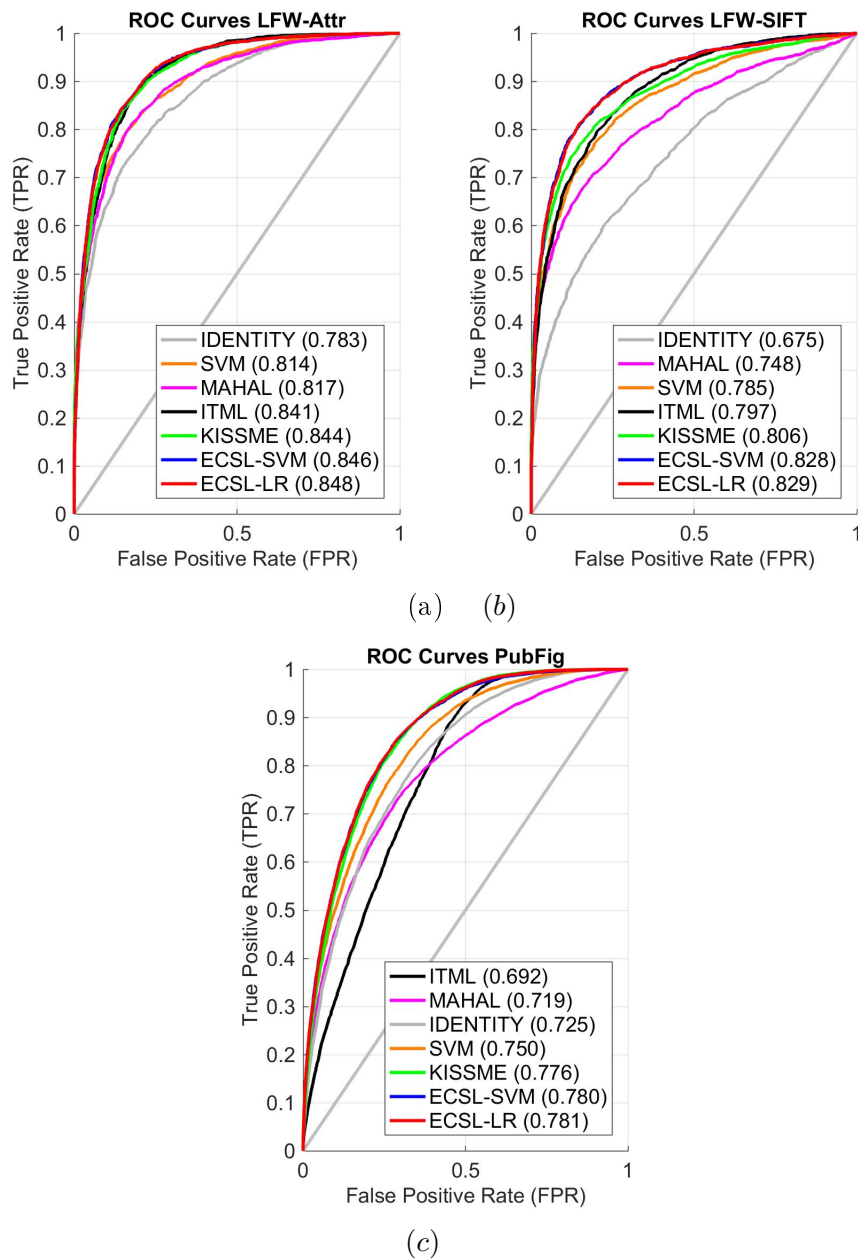 ROC Curves LFW-Attr
1
0.9
0.8
0.7
0.6
0.5
0.4
0.3
0.2
0.1
0
True Positive Rate (TPR)
IDENTITY (0.783)
SVM (0.814)
MAHAL (0.817)
ITML (0.841)
KISSME (0.844)
ECSL-SVM (0.846)
ECSL-LR (0.848)
0 0.5 1
False Positive Rate (FPR)
ROC Curves LFW-SIFT
1
0.9
0.8
0.7
0.6
0.5
0.4
0.3
0.2
0.1
0
True Positive Rate (TPR)
IDENTITY (0.675)
MAHAL (0.748)
SVM (0.785)
ITML (0.797)
KISSME (0.806)
ECSL-SVM (0.828)
ECSL-LR (0.829)
0 0.5 1
False Positive Rate (FPR)
(a) (b)
ROC Curves PubFig
1
0.9
0.8
0.7
0.6
0.5
0.4
0.3
0.2
0.1
0
True Positive Rate (TPR)
ITML (0.692)
MAHAL (0.719)
IDENTITY (0.725)
SVM (0.750)
KISSME (0.776)
ECSL-SVM (0.780)
ECSL-LR (0.781)
0 0.5 1
False Positive Rate (FPR)
(c)